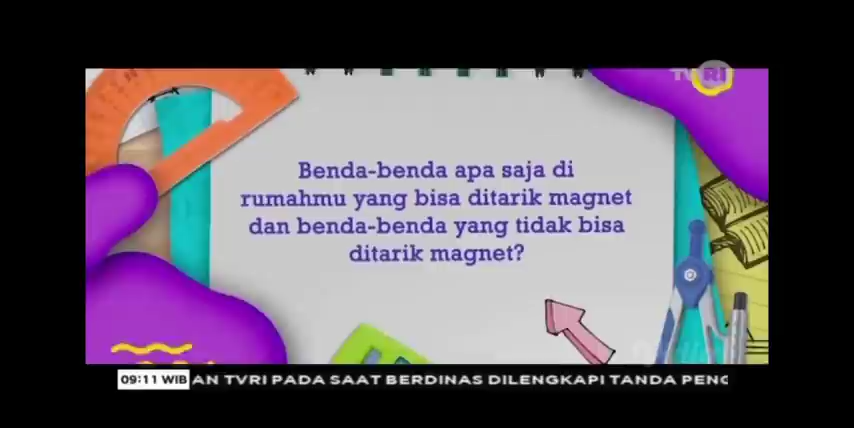 TVRI
Benda-benda apa saja di
rumahmu yang bisa ditarik magnet
dan benda-benda yang tidak bisa
ditarik magnet?
09:11 WIB AN TVRI PADA SAAT BERDINAS DILENGKAPI TANDA PENG